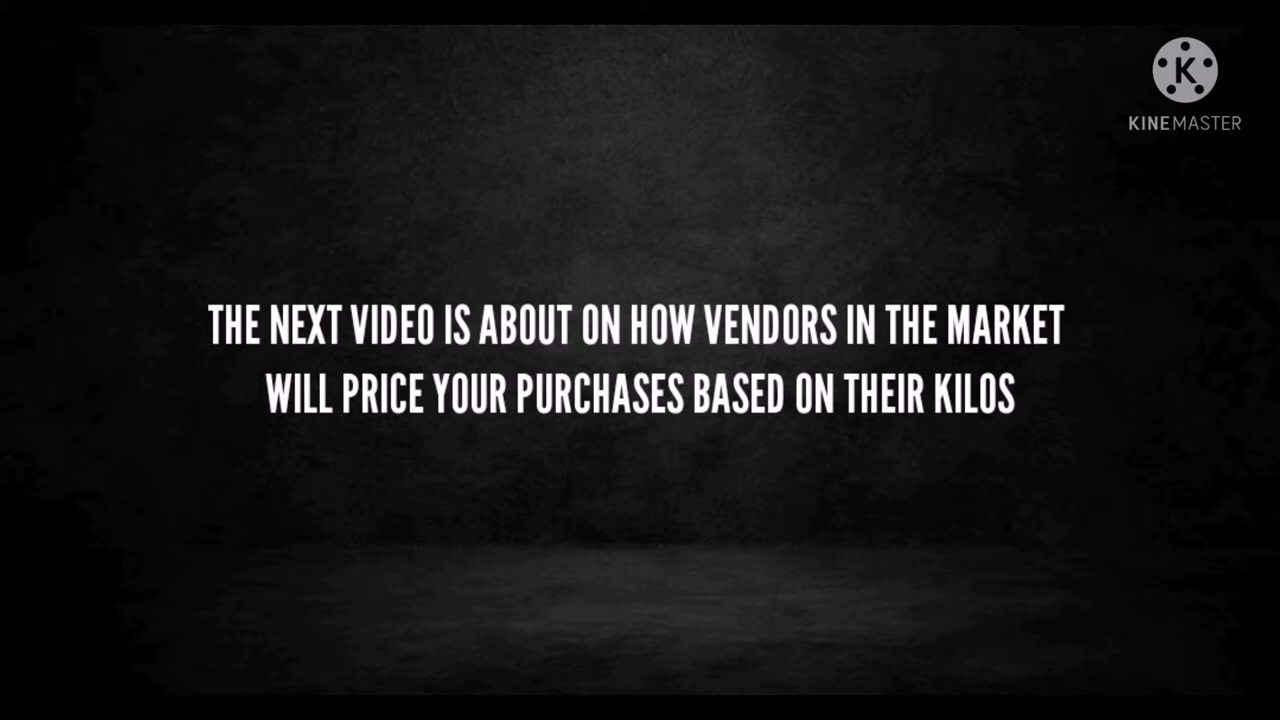 K
KINEMASTER
THE NEXT VIDEO IS ABOUT ON HOW VENDORS IN THE MARKET
WILL PRICE YOUR PURCHASES BASED ON THEIR KILOS